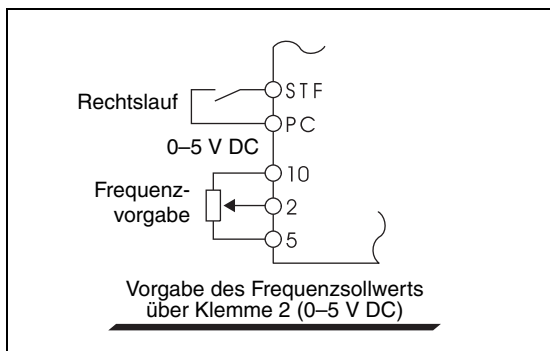 STF
Rechtslauf
PC
0–5 V DC
10
Frequenz-
vorgabe
2
5
Vorgabe des Frequenzsollwerts
über Klemme 2 (0–5 V DC)